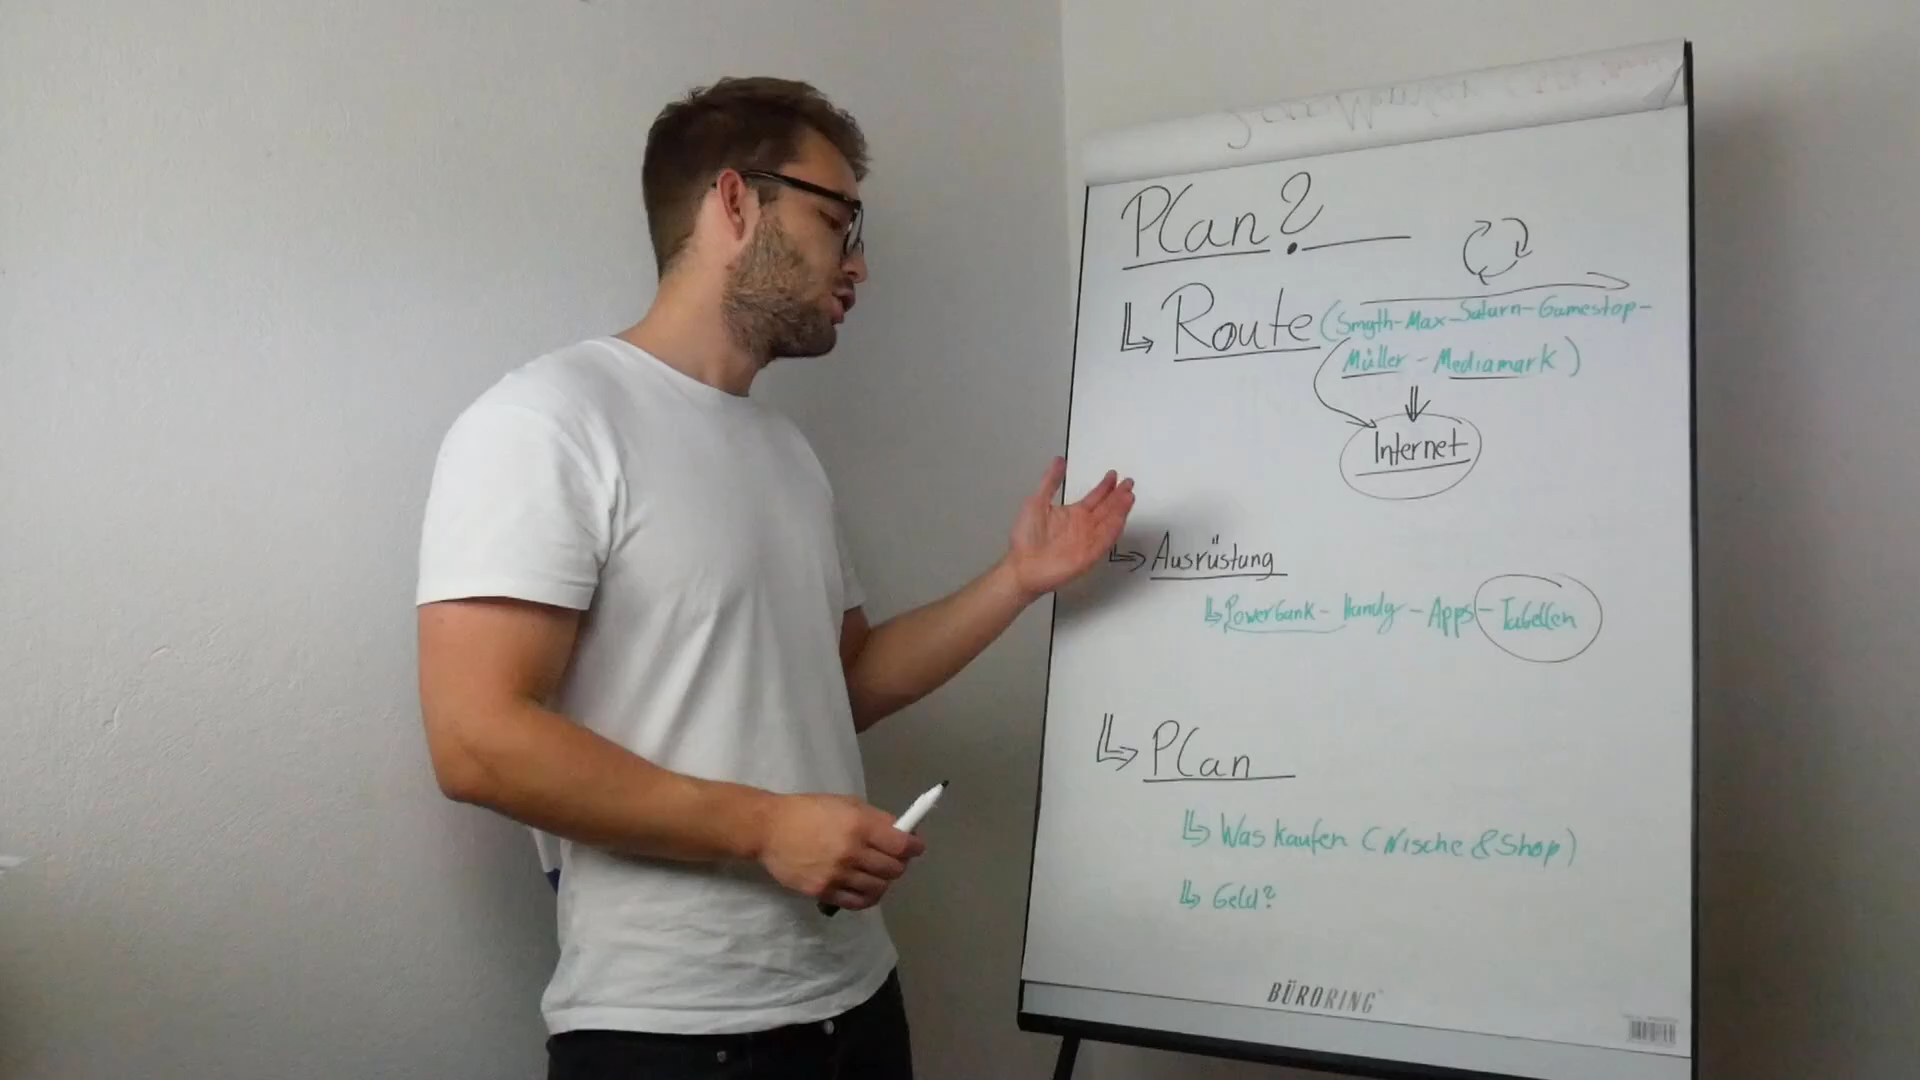 Plan?
Route (Smyth-Max-Saturn-Gamestop-
Müller - Mediamark)
Internet
Ausrüstung
Powerbank - Handy - Apps - Tabellen
Plan
Was kaufen (Nische & Shop)
Geld?
BÜRORING